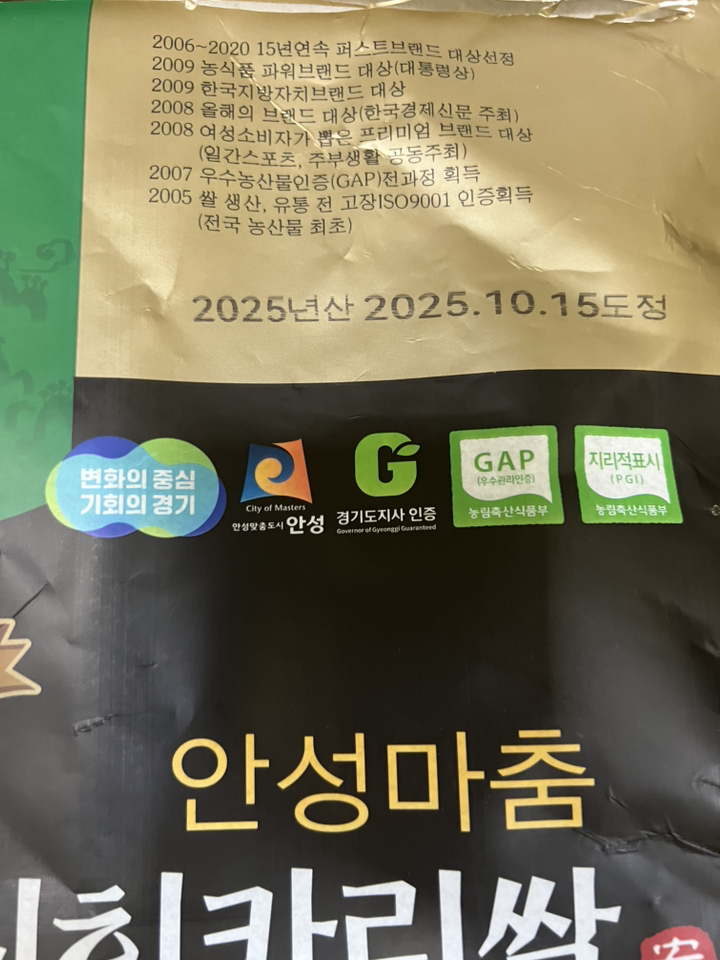 2006~2020 15년연속 퍼스트브랜드 대상선정
2009 농식품 파워브랜드 대상(대통령상)
2009 한국지방자치브랜드 대상
2008 올해의 브랜드 대상(한국경제신문 주최)
2008 여성소비자가 뽑은 프리미엄 브랜드 대상
(일간스포츠, 주부생활 공동주최)
2007 우수농산물인증(GAP)전과정 획득
2005 쌀 생산, 유통 전 고장ISO9001 인증획득
(전국 농산물 최초)
2025년산 2025.10.15도정
변화의 중심
기회의 경기
City of Masters
안성맞춤도시 안성
경기도지사 인증
Governor of Gyeonggi Guaranteed
GAP
(우수관리인증)
농림축산식품부
지리적표시
(PGI)
농림축산식품부
안성마춤